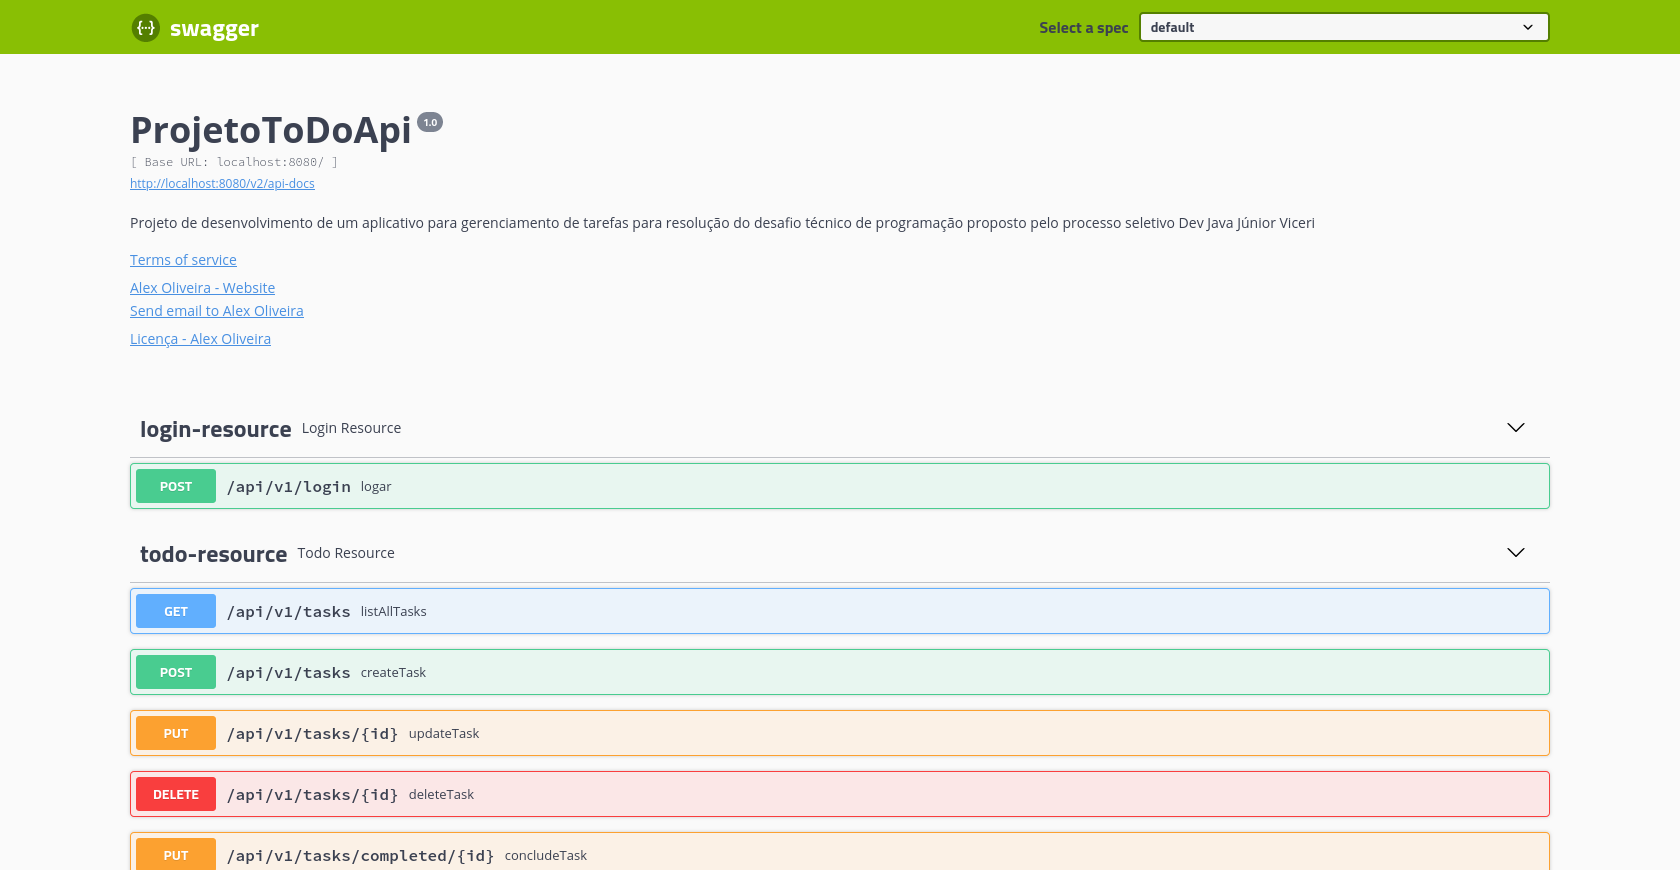 {··} swagger
Select a spec default
ProjetoToDoApi 1.0
[ Base URL: localhost:8080/ ]
http://localhost:8080/v2/api-docs
Projeto de desenvolvimento de um aplicativo para gerenciamento de tarefas para resolução do desafio técnico de programação proposto pelo processo seletivo Dev Java Júnior Viceri
Terms of service
Alex Oliveira - Website
Send email to Alex Oliveira
Licença - Alex Oliveira
login-resource Login Resource
POST /api/v1/login logar
todo-resource Todo Resource
GET /api/v1/tasks listAllTasks
POST /api/v1/tasks createTask
PUT /api/v1/tasks/{id} updateTask
DELETE /api/v1/tasks/{id} deleteTask
PUT /api/v1/tasks/completed/{id} concludeTask